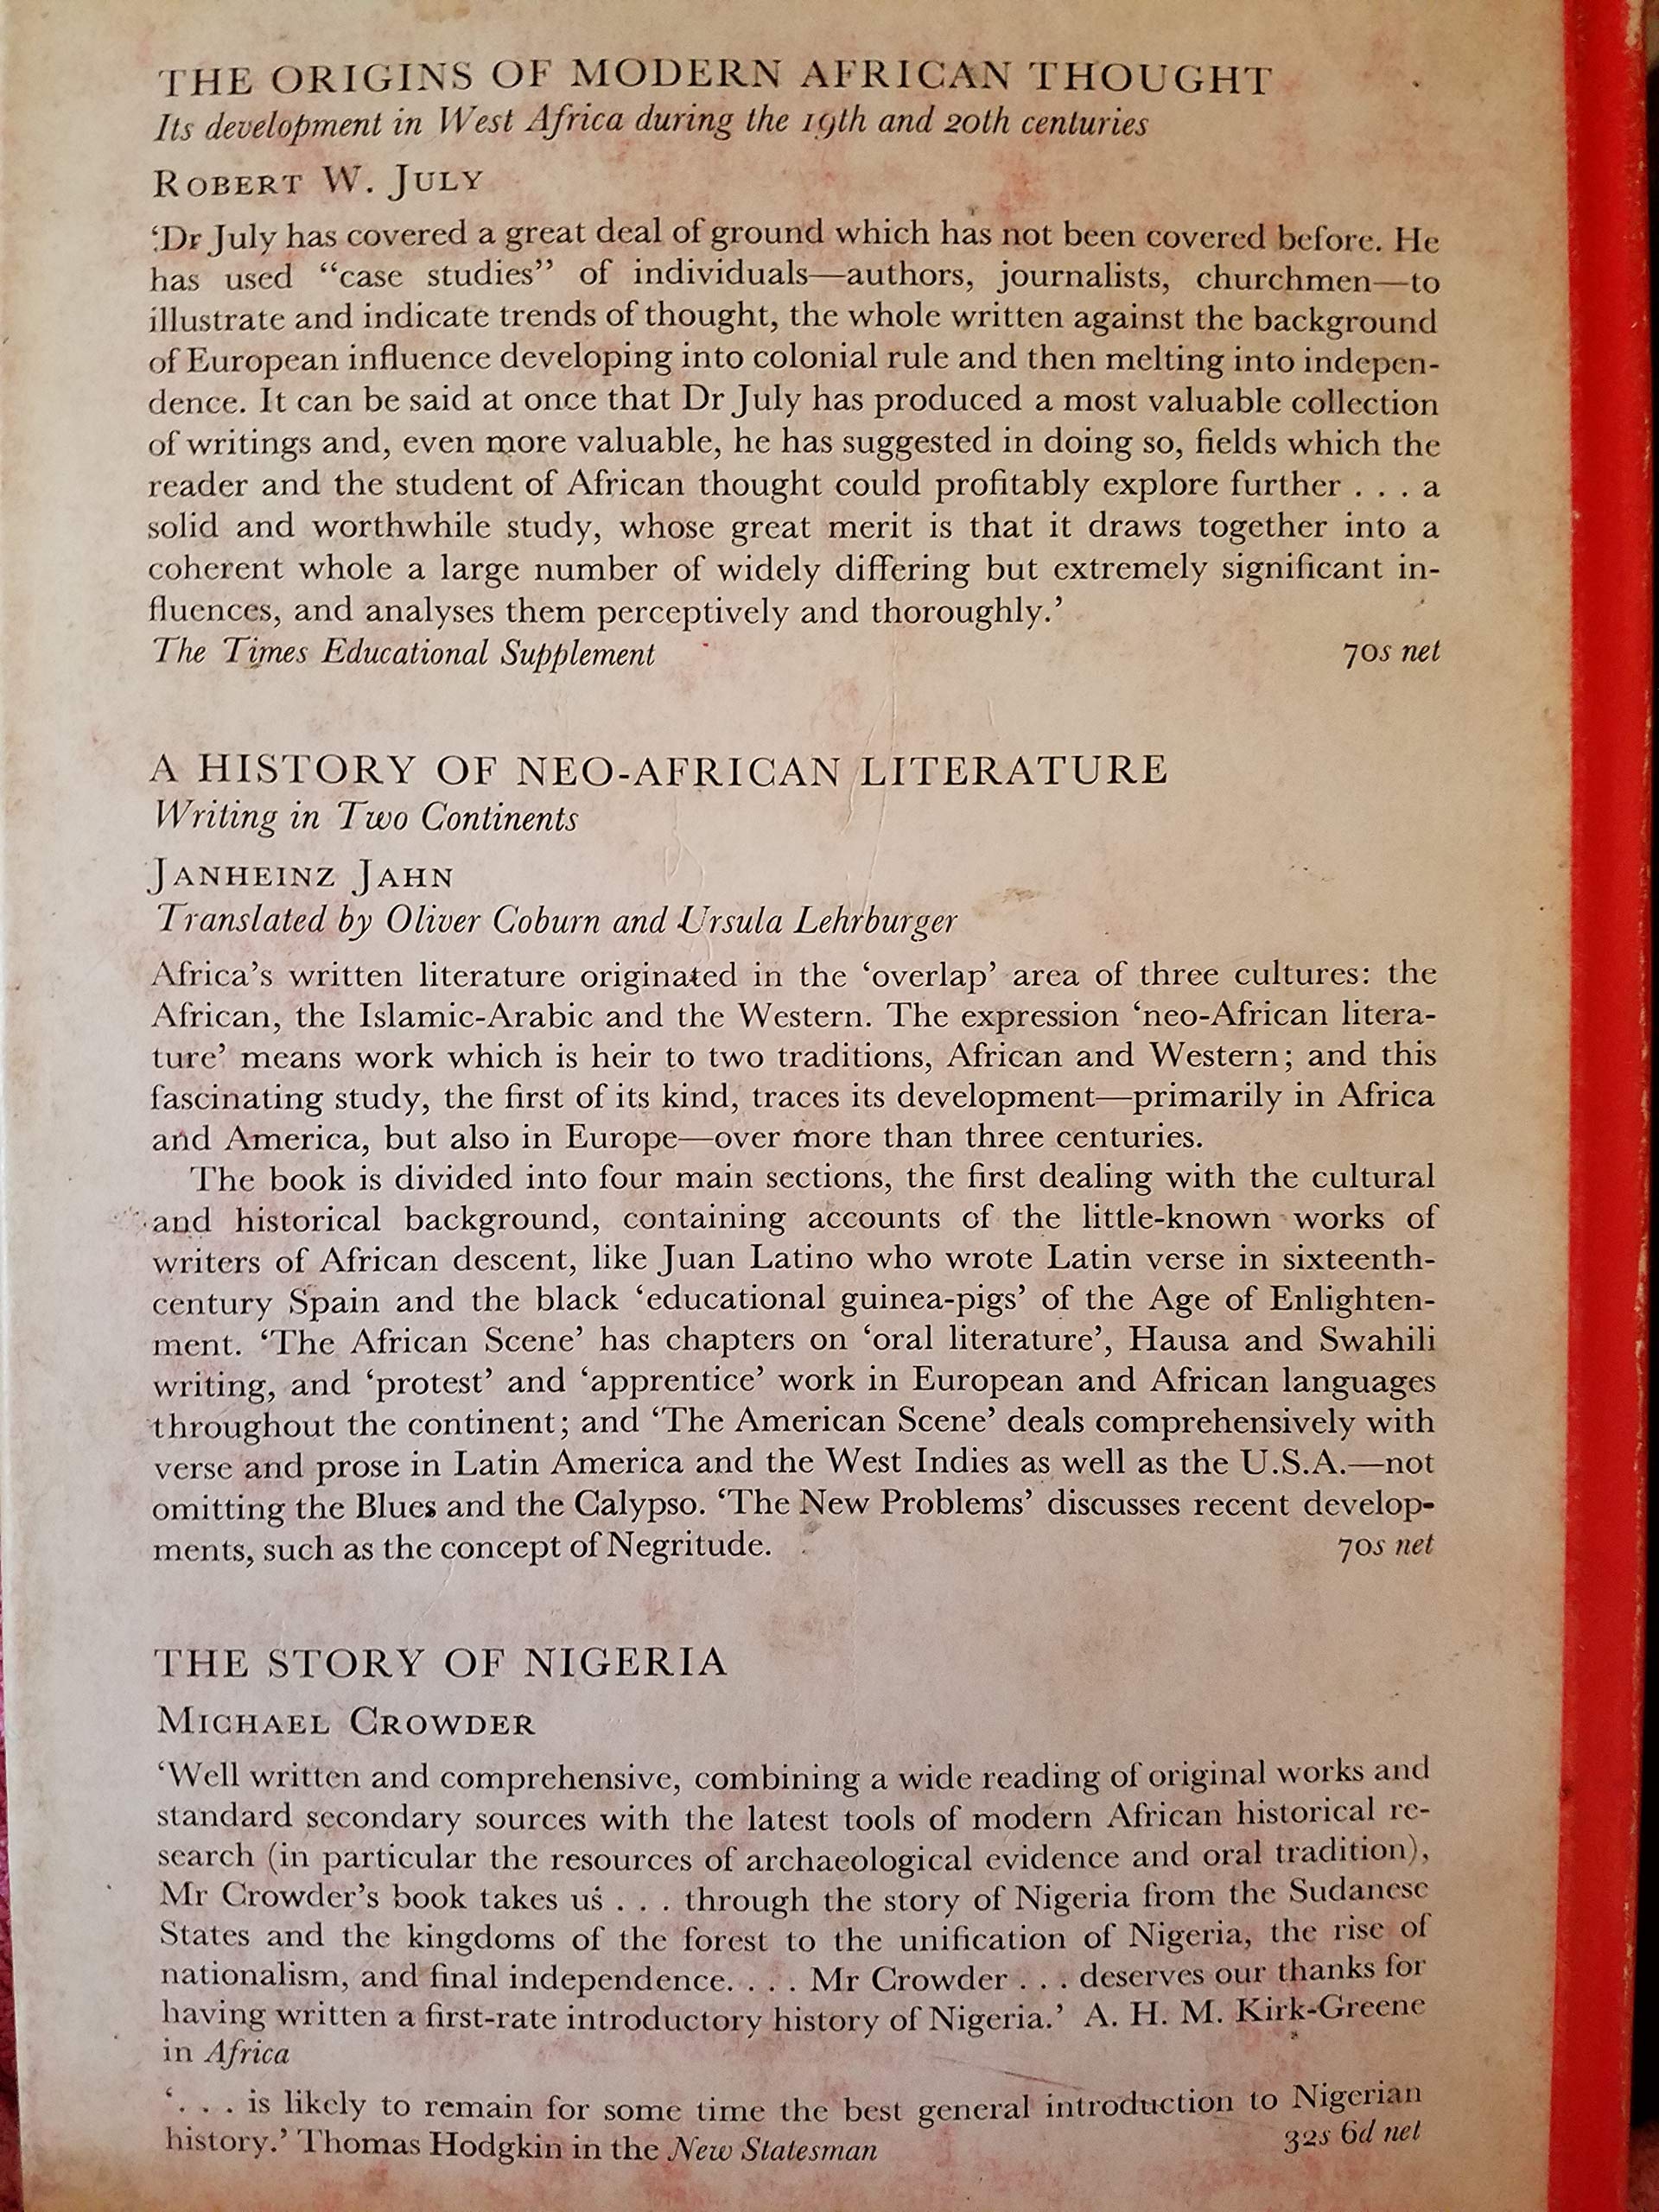 THE ORIGINS OF MODERN AFRICAN THOUGHT
Its development in West Africa during the 19th and 20th centuries
ROBERT W. JULY
‘Dr July has covered a great deal of ground which has not been covered before. He
has used “case studies” of individuals—authors, journalists, churchmen—to
illustrate and indicate trends of thought, the whole written against the background
of European influence developing into colonial rule and then melting into indepen-
dence. It can be said at once that Dr July has produced a most valuable collection
of writings and, even more valuable, he has suggested in doing so, fields which the
reader and the student of African thought could profitably explore further . . . a
solid and worthwhile study, whose great merit is that it draws together into a
coherent whole a large number of widely differing but extremely significant in-
fluences, and analyses them perceptively and thoroughly.’
The Times Educational Supplement 70s net
A HISTORY OF NEO-AFRICAN LITERATURE
Writing in Two Continents
JANHEINZ JAHN
Translated by Oliver Coburn and Ursula Lehrburger
Africa’s written literature originated in the ‘overlap’ area of three cultures: the
African, the Islamic-Arabic and the Western. The expression ‘neo-African litera-
ture’ means work which is heir to two traditions, African and Western; and this
fascinating study, the first of its kind, traces its development—primarily in Africa
and America, but also in Europe—over more than three centuries.
The book is divided into four main sections, the first dealing with the cultural
and historical background, containing accounts of the little-known works of
writers of African descent, like Juan Latino who wrote Latin verse in sixteenth-
century Spain and the black ‘educational guinea-pigs’ of the Age of Enlighten-
ment. ‘The African Scene’ has chapters on ‘oral literature’, Hausa and Swahili
writing, and ‘protest’ and ‘apprentice’ work in European and African languages
throughout the continent; and ‘The American Scene’ deals comprehensively with
verse and prose in Latin America and the West Indies as well as the U.S.A.—not
omitting the Blues and the Calypso. ‘The New Problems’ discusses recent develop-
ments, such as the concept of Negritude. 70s net
THE STORY OF NIGERIA
MICHAEL CROWDER
‘Well written and comprehensive, combining a wide reading of original works and
standard secondary sources with the latest tools of modern African historical re-
search (in particular the resources of archaeological evidence and oral tradition),
Mr Crowder’s book takes us . . . through the story of Nigeria from the Sudanese
States and the kingdoms of the forest to the unification of Nigeria, the rise of
nationalism, and final independence. . . . Mr Crowder . . . deserves our thanks for
having written a first-rate introductory history of Nigeria.’ A. H. M. Kirk-Greene
in Africa
‘. . . is likely to remain for some time the best general introduction to Nigerian
history.’ Thomas Hodgkin in the New Statesman 32s 6d net